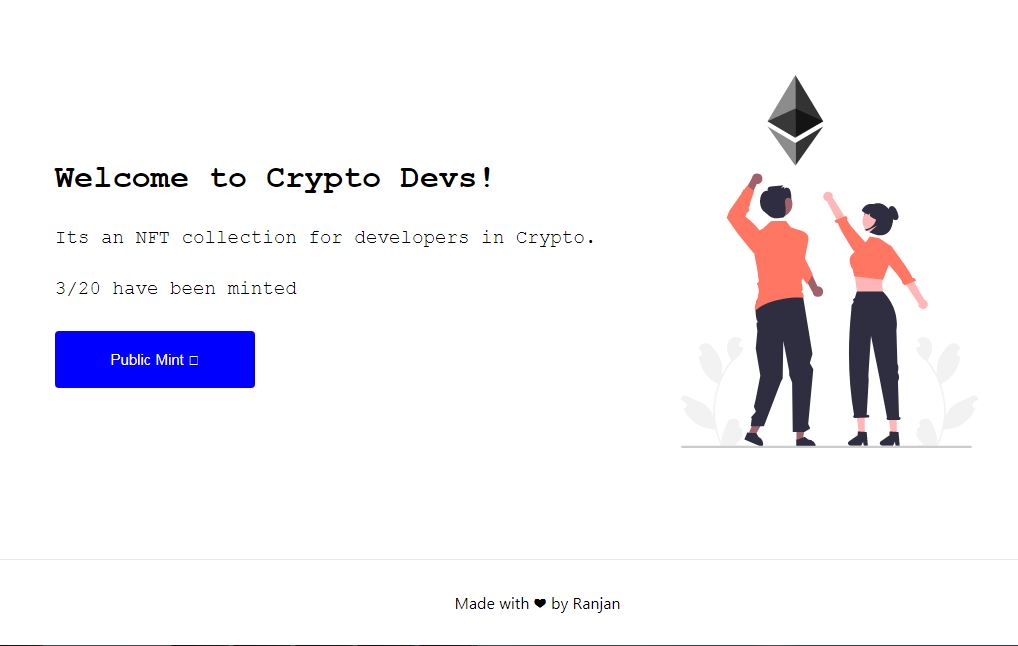 Welcome to Crypto Devs!
Its an NFT collection for developers in Crypto.
3/20 have been minted
Public Mint □
Made with ❤ by Ranjan